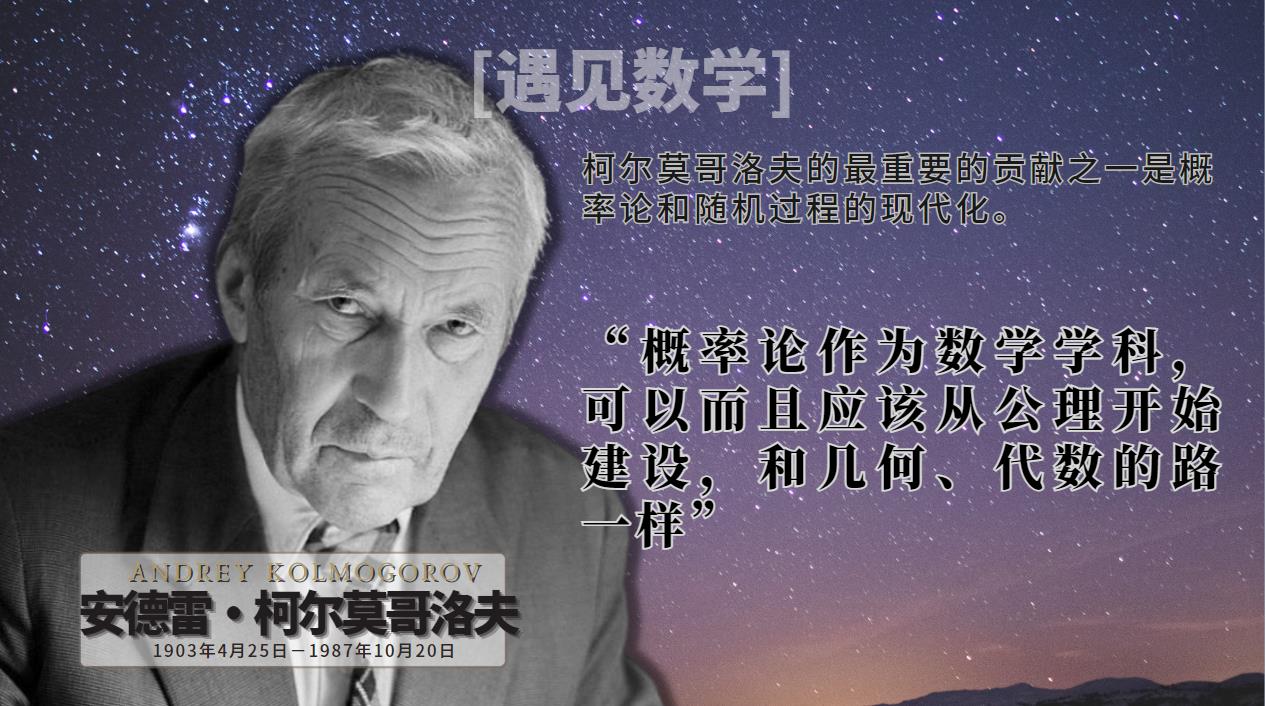 [遇见数学]
柯尔莫哥洛夫的最重要的贡献之一是概
率论和随机过程的现代化。
“概率论作为数学学科，
可以而且应该从公理开始
建设，和几何、代数的路
一样”
ANDREY KOLMOGOROV
安德雷·柯尔莫哥洛夫
1903年4月25日－1987年10月20日